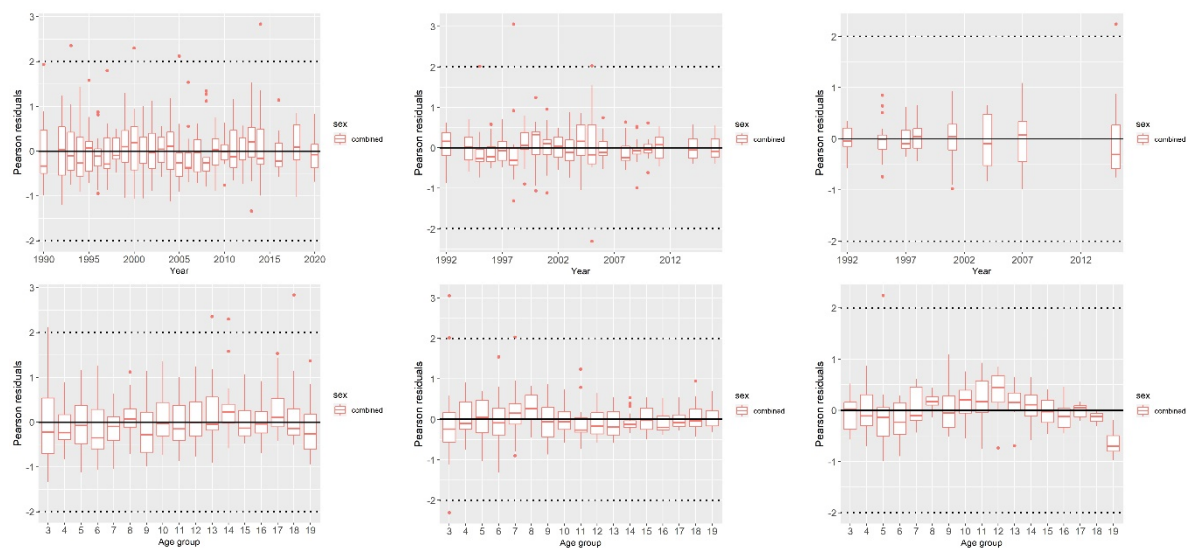 3
2
1
0
-1
-2
Pearson residuals
1990
1995
2000
2005
2010
2015
2020
Year
sex
combined
3
2
1
0
-1
-2
Pearson residuals
1992
1997
2002
2007
2012
Year
sex
combined
2
1
0
-1
-2
Pearson residuals
1992
1997
2002
2007
2012
Year
sex
combined
3
2
1
0
-1
-2
Pearson residuals
3 4 5 6 7 8 9 10 11 12 13 14 15 16 17 18 19
Age group
sex
combined
3
2
1
0
-1
-2
Pearson residuals
3 4 5 6 7 8 9 10 11 12 13 14 15 16 17 18 19
Age group
sex
combined
2
1
0
-1
-2
Pearson residuals
3 4 5 6 7 8 9 10 11 12 13 14 15 16 17 18 19
Age group
sex
combined